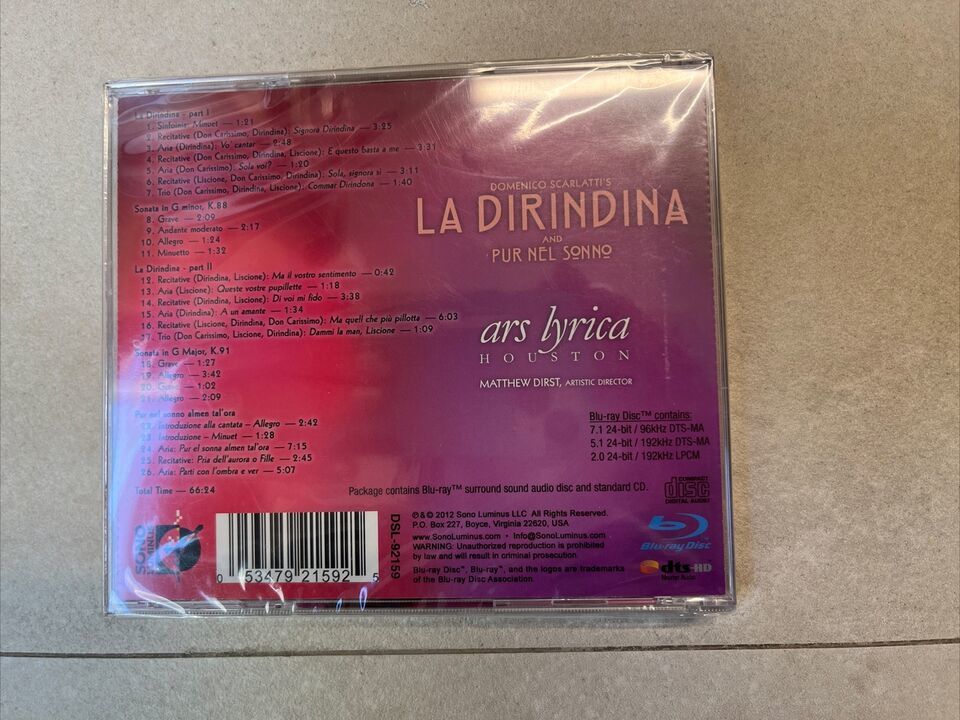 La Dirindina - part I
1. Sinfonia: Minuet — 1:21
2. Recitative (Don Carissimo, Dirindina): Signora Dirindina — 3:25
3. Aria (Dirindina): Vo' cantar — 2:48
4. Recitative (Don Carissimo, Dirindina, Liscione): E questo basta a me — 3:31
5. Aria (Don Carissimo): Sola voi? — 1:20
6. Recitative (Liscione, Don Carissimo, Dirindina): Sola, signora sì — 3:11
7. Trio (Don Carissimo, Dirindina, Liscione): Commar Dirindona — 1:40
Sonata in G minor, K.88
8. Grave — 2:09
9. Andante moderato — 2:17
10. Allegro — 1:24
11. Minuetto — 1:32
La Dirindina - part II
12. Recitative (Dirindina, Liscione): Ma il vostro sentimento — 0:42
13. Aria (Liscione): Queste vostre pupillette — 1:18
14. Recitative (Dirindina, Liscione): Di voi mi fido — 3:38
15. Aria (Dirindina): A un amante — 1:34
16. Recitative (Liscione, Dirindina, Don Carissimo): Ma quell che più pillotta — 6:03
17. Trio (Don Carissimo, Liscione, Dirindina): Dammi la man, Liscione — 1:09
Sonata in G Major, K.91
18. Grave — 1:27
19. Allegro — 3:42
20. Grave — 1:02
21. Allegro — 2:09
Pur nel sonno almen tal'ora
22. Introduzione alla cantata – Allegro — 2:42
23. Introduzione – Minuet — 1:28
24. Aria: Pur el sonna almen tal'ora — 7:15
25. Recitative: Pria dell'aurora o Fille — 2:45
26. Aria: Parti con l'ombra e ver — 5:07
Total Time — 66:24
DOMENICO SCARLATTI'S
LA DIRINDINA
AND
PUR NEL SONNO
ars lyrica
HOUSTON
MATTHEW DIRST, ARTISTIC DIRECTOR
Blu-ray Disc™ contains:
7.1 24-bit / 96kHz DTS-MA
5.1 24-bit / 192kHz DTS-MA
2.0 24-bit / 192kHz LPCM
Package contains Blu-ray™ surround sound audio disc and standard CD.
COMPACT
disc
DIGITAL AUDIO
SONO
LUMINUS
0 53479 21592 5
DSL-92159
℗ & © 2012 Sono Luminus LLC All Rights Reserved.
P.O. Box 227, Boyce, Virginia 22620, USA
www.SonoLuminus.com • Info@SonoLuminus.com
WARNING: Unauthorized reproduction is prohibited
by law and will result in criminal prosecution.
Blu-ray Disc™, Blu-ray™, and the logos are trademarks
of the Blu-ray Disc Association.
Blu-ray Disc
dts-HD
Master Audio